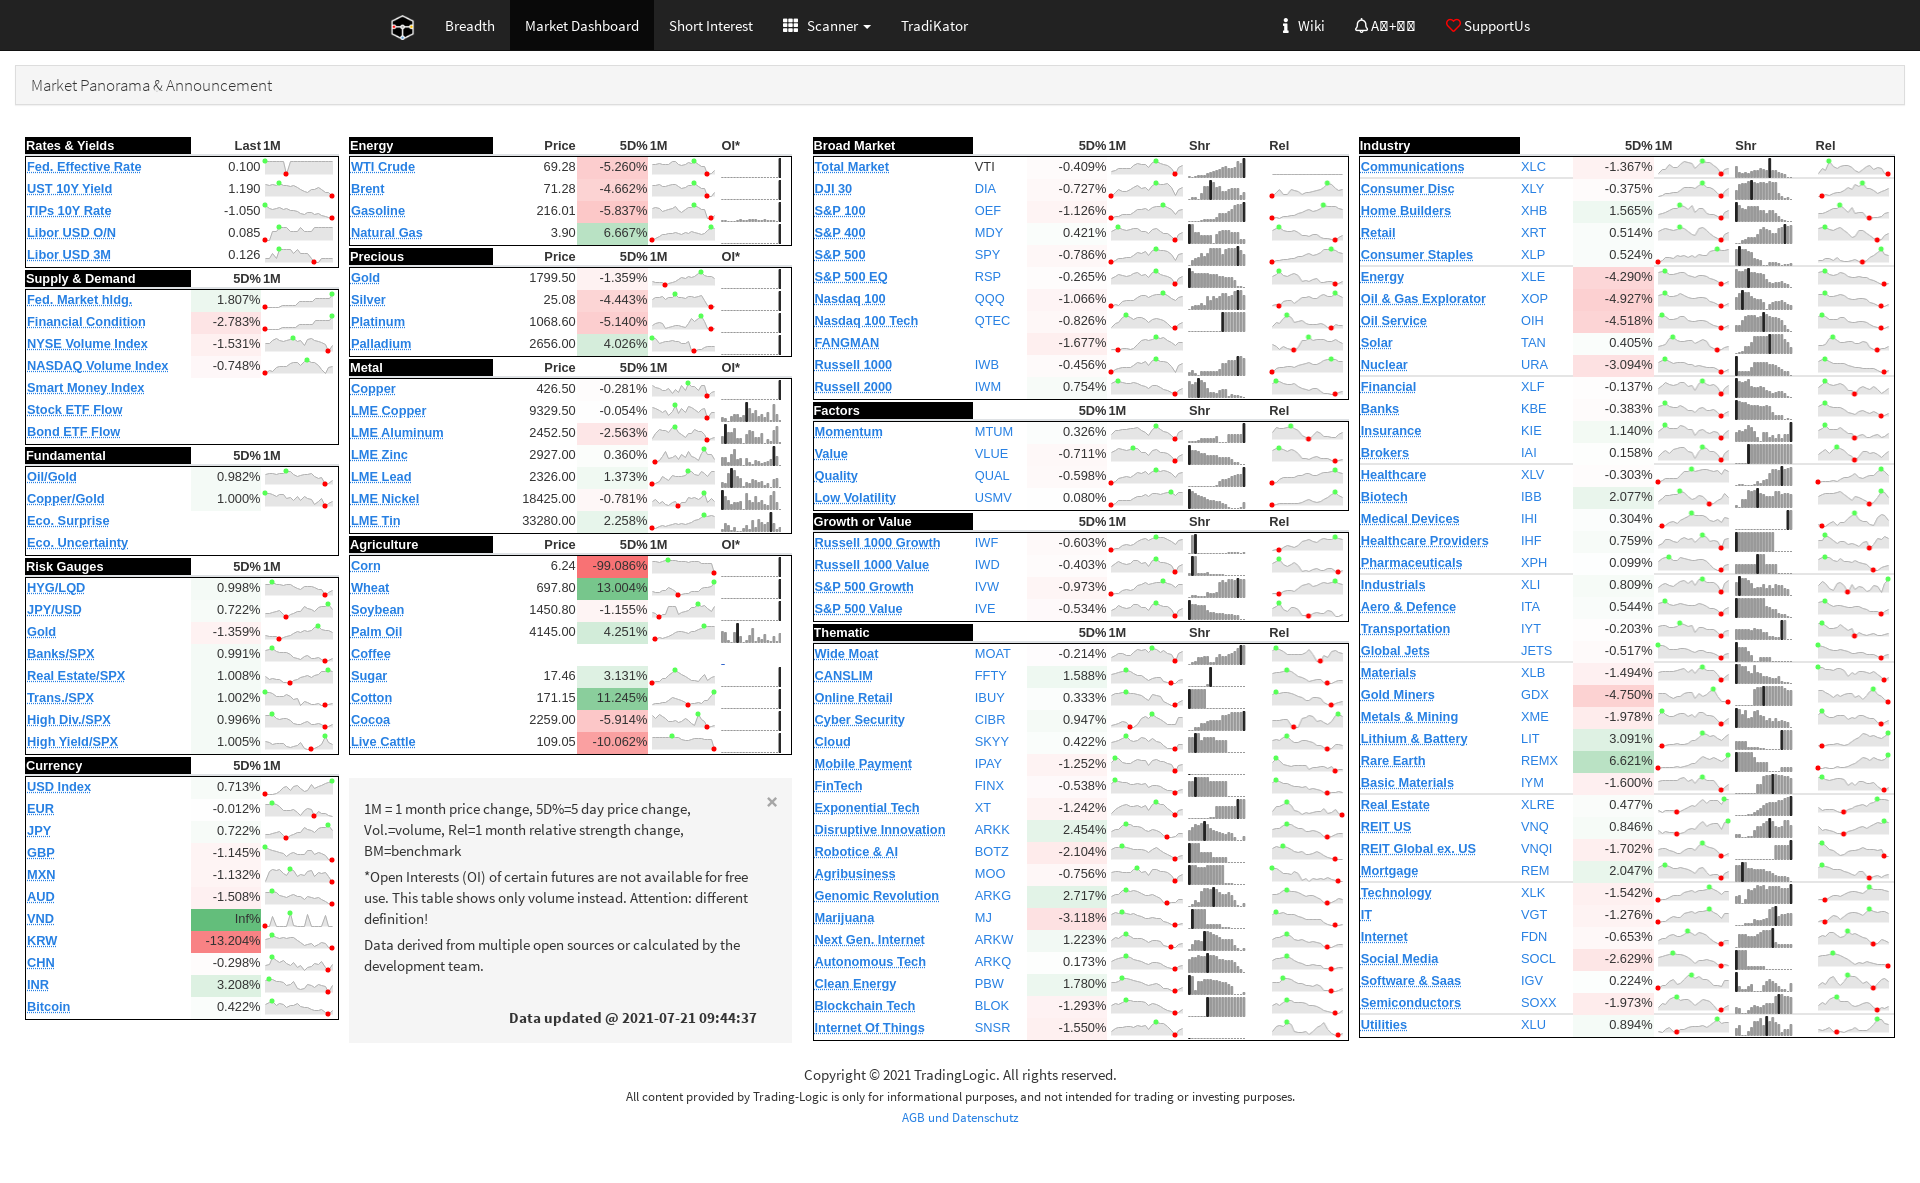 Breadth Market Dashboard Short Interest Scanner TradiKator Wiki SupportUs
Market Panorama & Announcement
Rates & Yields Last 1M
Fed. Effective Rate 0.100
UST 10Y Yield 1.190
TIPs 10Y Rate -1.050
Libor USD O/N 0.085
Libor USD 3M 0.126
Supply & Demand 5D% 1M
Fed. Market hldg. 1.807%
Financial Condition -2.783%
NYSE Volume Index -1.531%
NASDAQ Volume Index -0.748%
Smart Money Index
Stock ETF Flow
Bond ETF Flow
Fundamental 5D% 1M
Oil/Gold 0.982%
Copper/Gold 1.000%
Eco. Surprise
Eco. Uncertainty
Risk Gauges 5D% 1M
HYG/LQD 0.998%
JPY/USD 0.722%
Gold -1.359%
Banks/SPX 0.991%
Real Estate/SPX 1.008%
Trans./SPX 1.002%
High Div./SPX 0.996%
High Yield/SPX 1.005%
Currency 5D% 1M
USD Index 0.713%
EUR -0.012%
JPY 0.722%
GBP -1.145%
MXN -1.132%
AUD -1.508%
VND Inf%
KRW -13.204%
CHN -0.298%
INR 3.208%
Bitcoin 0.422%
Energy Price 5D% 1M OI*
WTI Crude 69.28 -5.260%
Brent 71.28 -4.662%
Gasoline 216.01 -5.837%
Natural Gas 3.90 6.667%
Precious Price 5D% 1M OI*
Gold 1799.50 -1.359%
Silver 25.08 -4.443%
Platinum 1068.60 -5.140%
Palladium 2656.00 4.026%
Metal Price 5D% 1M OI*
Copper 426.50 -0.281%
LME Copper 9329.50 -0.054%
LME Aluminum 2452.50 -2.563%
LME Zinc 2927.00 0.360%
LME Lead 2326.00 1.373%
LME Nickel 18425.00 -0.781%
LME Tin 33280.00 2.258%
Agriculture Price 5D% 1M OI*
Corn 6.24 -99.086%
Wheat 697.80 13.004%
Soybean 1450.80 -1.155%
Palm Oil 4145.00 4.251%
Coffee -
Sugar 17.46 3.131%
Cotton 171.15 11.245%
Cocoa 2259.00 -5.914%
Live Cattle 109.05 -10.062%
×
1M = 1 month price change, 5D%=5 day price change,
Vol.=volume, Rel=1 month relative strength change,
BM=benchmark
*Open Interests (OI) of certain futures are not available for free
use. This table shows only volume instead. Attention: different
definition!
Data derived from multiple open sources or calculated by the
development team.
Data updated @ 2021-07-21 09:44:37
Broad Market 5D% 1M Shr Rel
Total Market VTI -0.409%
DJI 30 DIA -0.727%
S&P 100 OEF -1.126%
S&P 400 MDY 0.421%
S&P 500 SPY -0.786%
S&P 500 EQ RSP -0.265%
Nasdaq 100 QQQ -1.066%
Nasdaq 100 Tech QTEC -0.826%
FANGMAN -1.677%
Russell 1000 IWB -0.456%
Russell 2000 IWM 0.754%
Factors 5D% 1M Shr Rel
Momentum MTUM 0.326%
Value VLUE -0.711%
Quality QUAL -0.598%
Low Volatility USMV 0.080%
Growth or Value 5D% 1M Shr Rel
Russell 1000 Growth IWF -0.603%
Russell 1000 Value IWD -0.403%
S&P 500 Growth IVW -0.973%
S&P 500 Value IVE -0.534%
Thematic 5D% 1M Shr Rel
Wide Moat MOAT -0.214%
CANSLIM FFTY 1.588%
Online Retail IBUY 0.333%
Cyber Security CIBR 0.947%
Cloud SKYY 0.422%
Mobile Payment IPAY -1.252%
FinTech FINX -0.538%
Exponential Tech XT -1.242%
Disruptive Innovation ARKK 2.454%
Robotice & AI BOTZ -2.104%
Agribusiness MOO -0.756%
Genomic Revolution ARKG 2.717%
Marijuana MJ -3.118%
Next Gen. Internet ARKW 1.223%
Autonomous Tech ARKQ 0.173%
Clean Energy PBW 1.780%
Blockchain Tech BLOK -1.293%
Internet Of Things SNSR -1.550%
Industry 5D% 1M Shr Rel
Communications XLC -1.367%
Consumer Disc XLY -0.375%
Home Builders XHB 1.565%
Retail XRT 0.514%
Consumer Staples XLP 0.524%
Energy XLE -4.290%
Oil & Gas Explorator XOP -4.927%
Oil Service OIH -4.518%
Solar TAN 0.405%
Nuclear URA -3.094%
Financial XLF -0.137%
Banks KBE -0.383%
Insurance KIE 1.140%
Brokers IAI 0.158%
Healthcare XLV -0.303%
Biotech IBB 2.077%
Medical Devices IHI 0.304%
Healthcare Providers IHF 0.759%
Pharmaceuticals XPH 0.099%
Industrials XLI 0.809%
Aero & Defence ITA 0.544%
Transportation IYT -0.203%
Global Jets JETS -0.517%
Materials XLB -1.494%
Gold Miners GDX -4.750%
Metals & Mining XME -1.978%
Lithium & Battery LIT 3.091%
Rare Earth REMX 6.621%
Basic Materials IYM -1.600%
Real Estate XLRE 0.477%
REIT US VNQ 0.846%
REIT Global ex. US VNQI -1.702%
Mortgage REM 2.047%
Technology XLK -1.542%
IT VGT -1.276%
Internet FDN -0.653%
Social Media SOCL -2.629%
Software & Saas IGV 0.224%
Semiconductors SOXX -1.973%
Utilities XLU 0.894%
Copyright © 2021 TradingLogic. All rights reserved.
All content provided by Trading-Logic is only for informational purposes, and not intended for trading or investing purposes.
AGB und Datenschutz